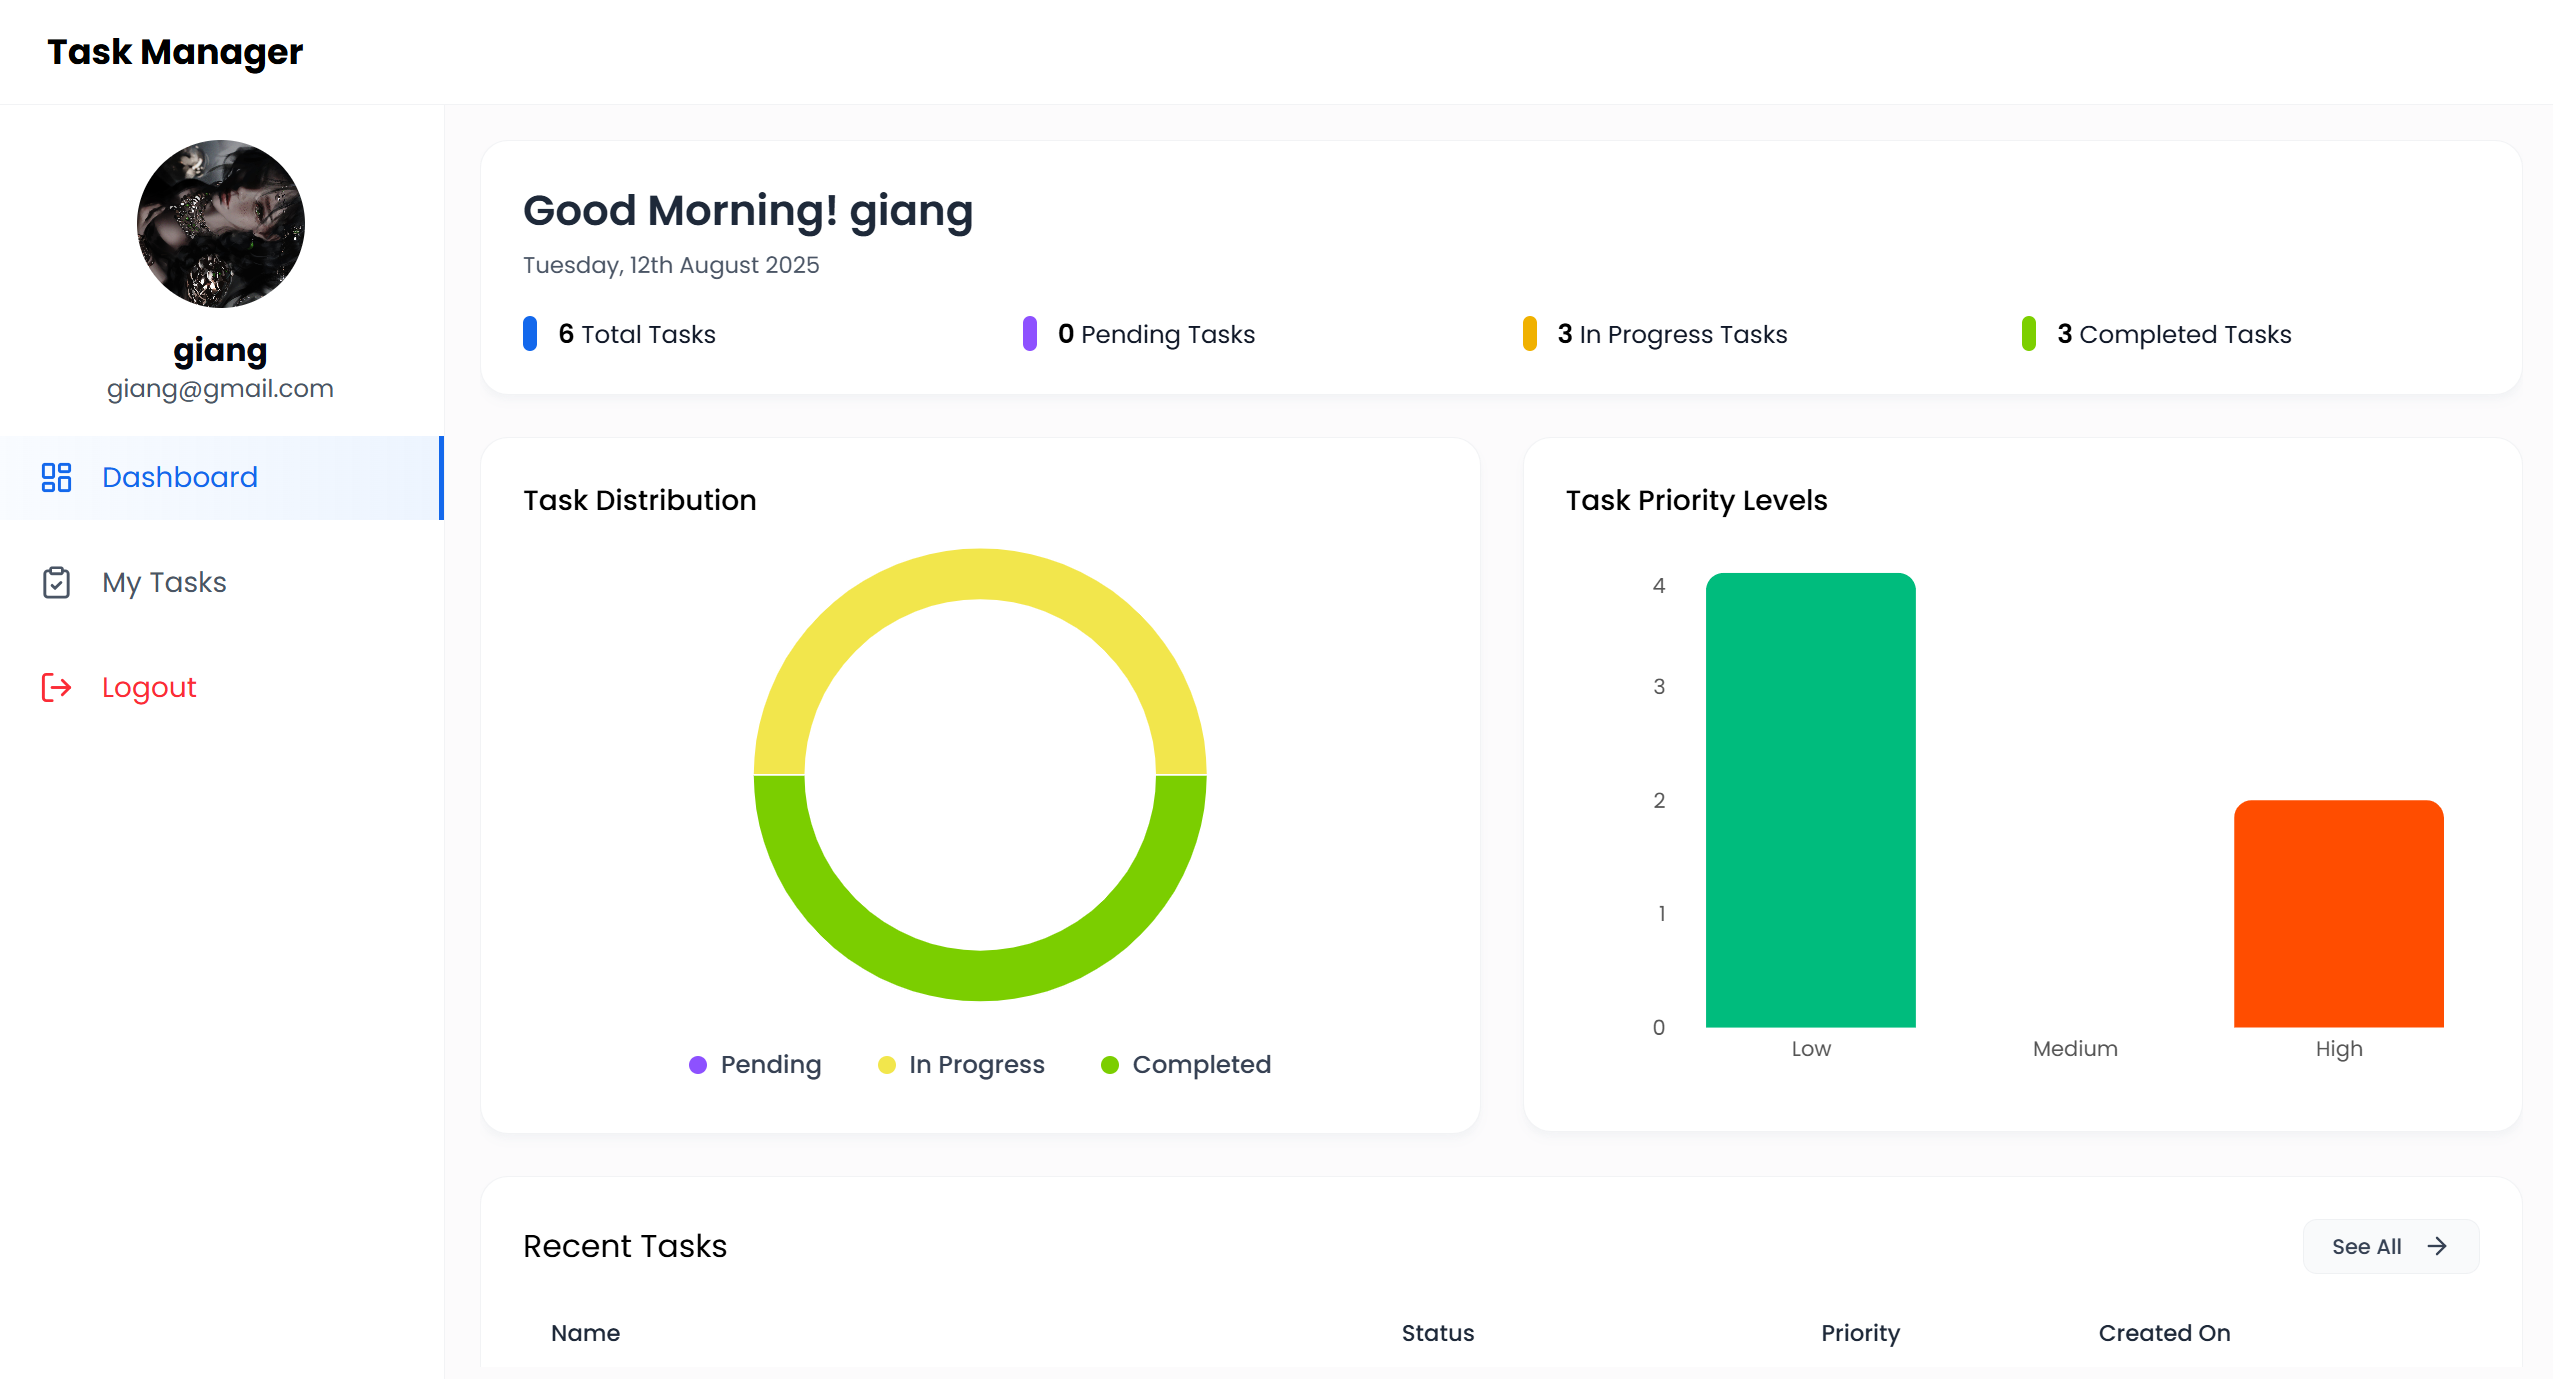 Task Manager
giang
giang@gmail.com
Dashboard
My Tasks
Logout
Good Morning! giang
Tuesday, 12th August 2025
6 Total Tasks
0 Pending Tasks
3 In Progress Tasks
3 Completed Tasks
Task Distribution
Pending
In Progress
Completed
Task Priority Levels
4
3
2
1
0
Low
Medium
High
Recent Tasks
See All
Name
Status
Priority
Created On